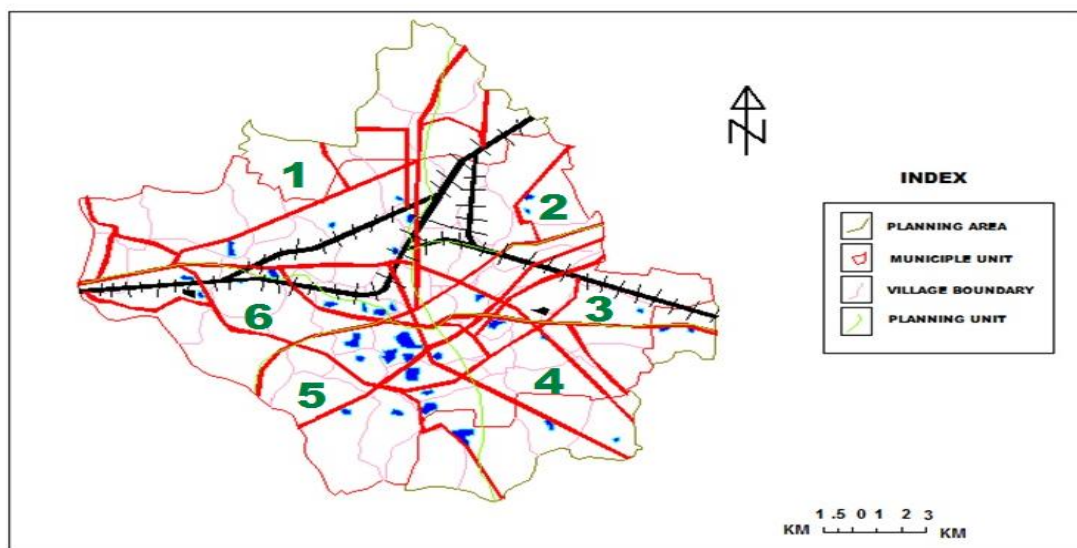 1
2
3
6
4
5
N
INDEX
PLANNING AREA
MUNICIPLE UNIT
VILLAGE BOUNDARY
PLANNING UNIT
1 .5 0 1 2 3
KM KM